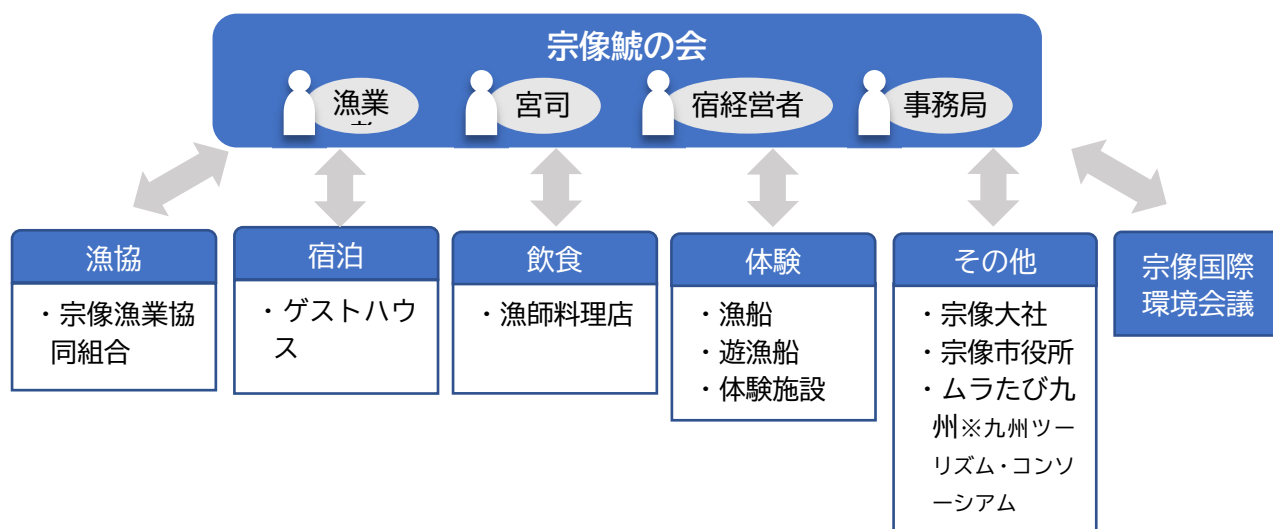 宗像鯱の会
漁業
宮司
宿経営者
事務局
漁協
・宗像漁業協
同組合
宿泊
・ゲストハウ
ス
飲食
・漁師料理店
体験
・漁船
・遊漁船
・体験施設
その他
・宗像大社
・宗像市役所
・ムラたび九
州※九州ツー
リズム・コンソ
ーシアム
宗像国際
環境会議